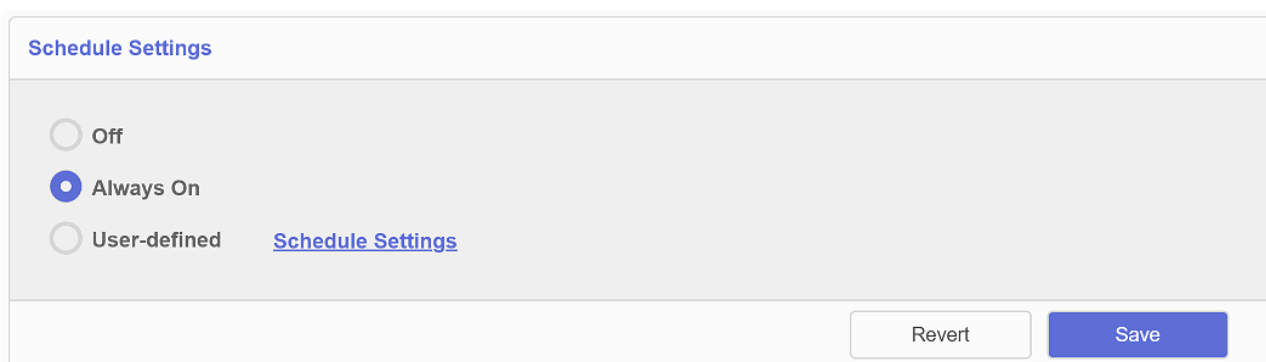 Schedule Settings
Off
Always On
User-defined Schedule Settings
Revert Save